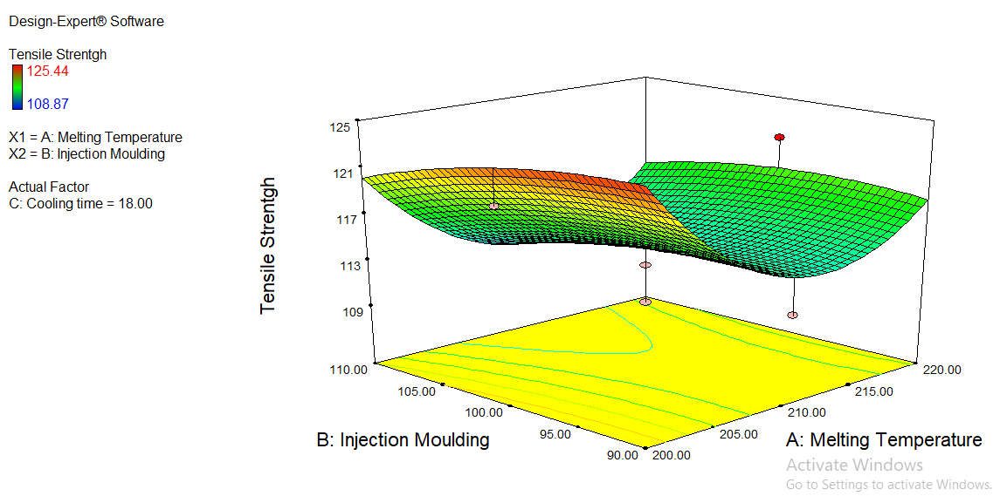 Design-Expert® Software
Tensile Strentgh
125.44
108.87
X1 = A: Melting Temperature
X2 = B: Injection Moulding
Actual Factor
C: Cooling time = 18.00
Tensile Strentgh
125
121
117
113
109
110.00
105.00
100.00
95.00
90.00
200.00
205.00
210.00
215.00
220.00
B: Injection Moulding
A: Melting Temperature
Activate Windows
Go to Settings to activate Windows.